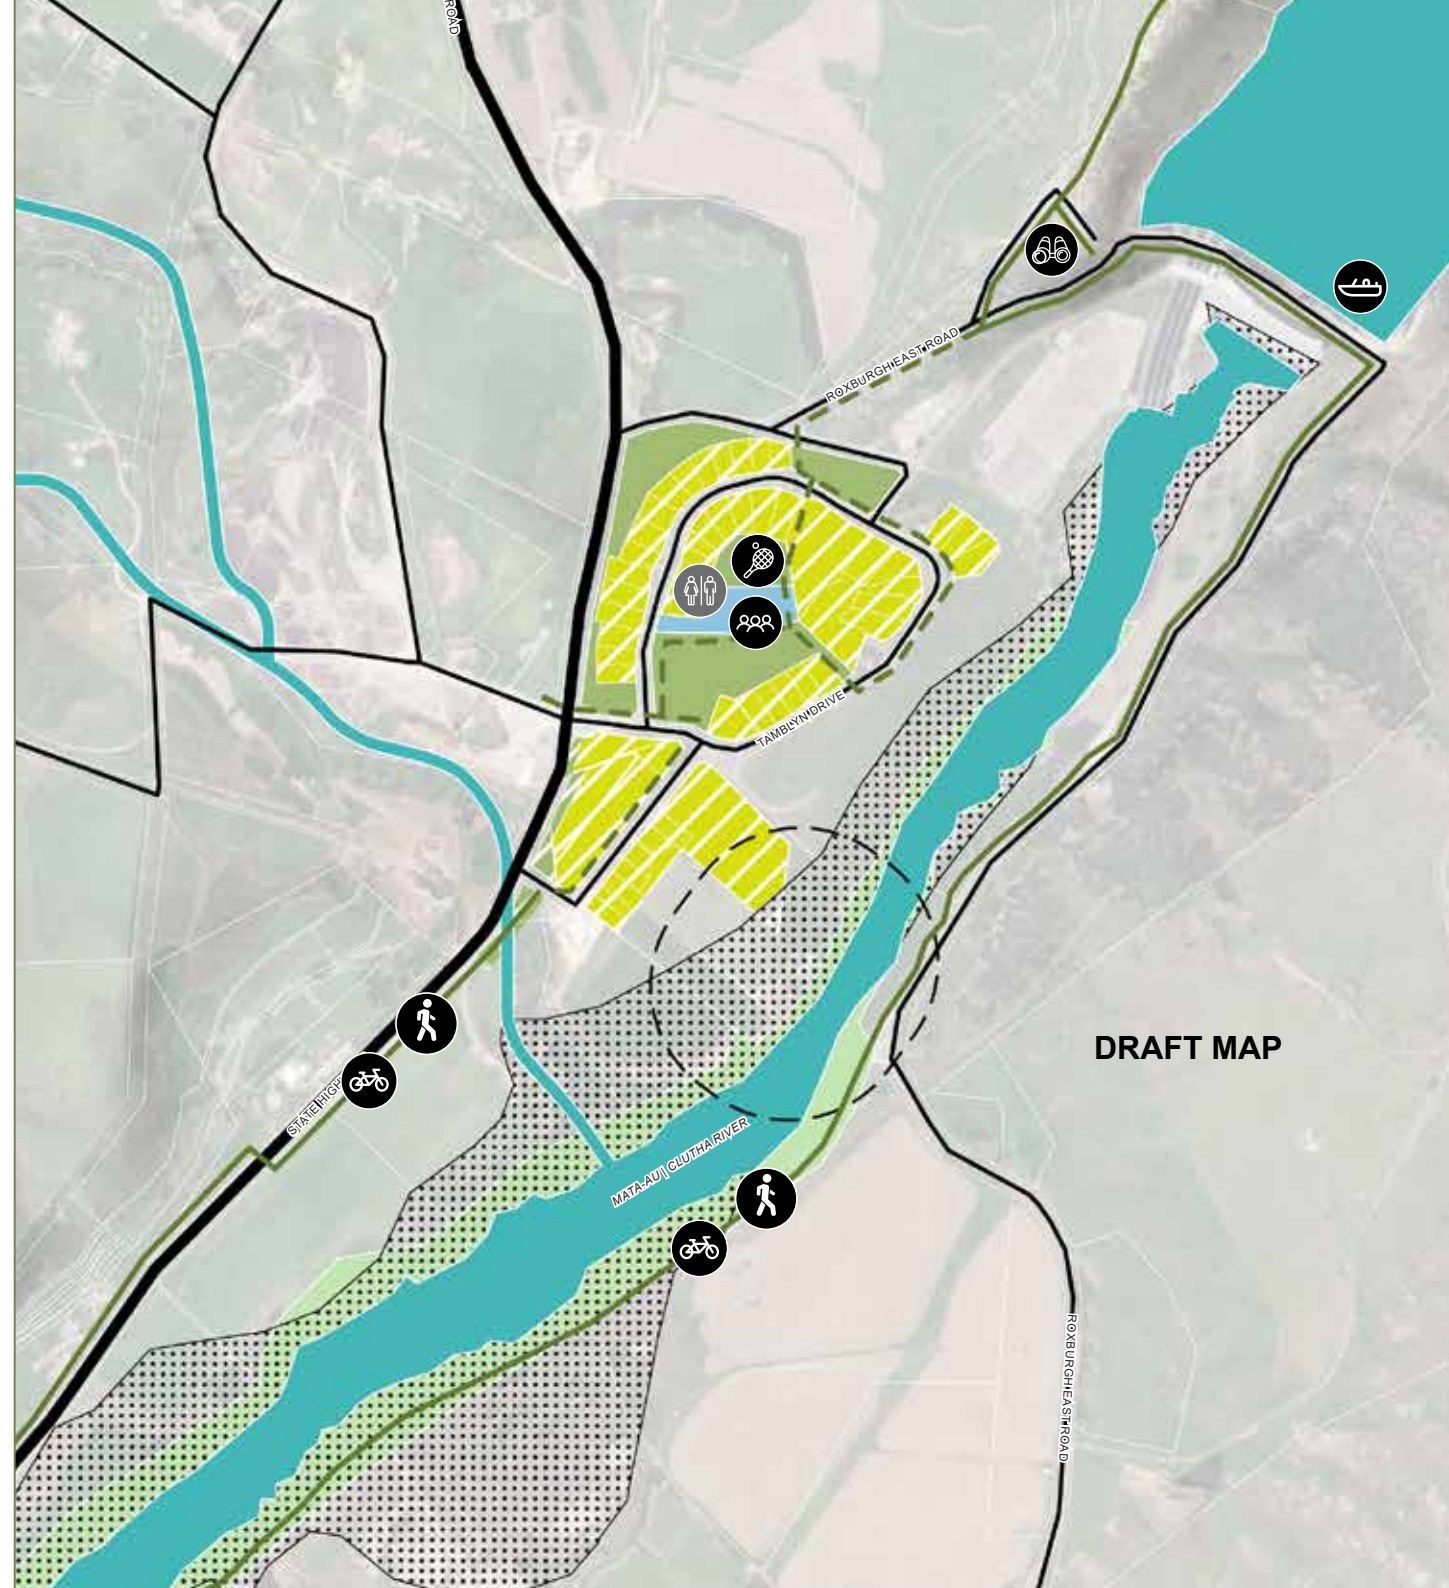 ROAD
ROXBURGH EAST ROAD
TAMBLYN DRIVE
DRAFT MAP
STATE HIGH
MATA-AU | CLUTHA RIVER
ROXBURGH EAST ROAD